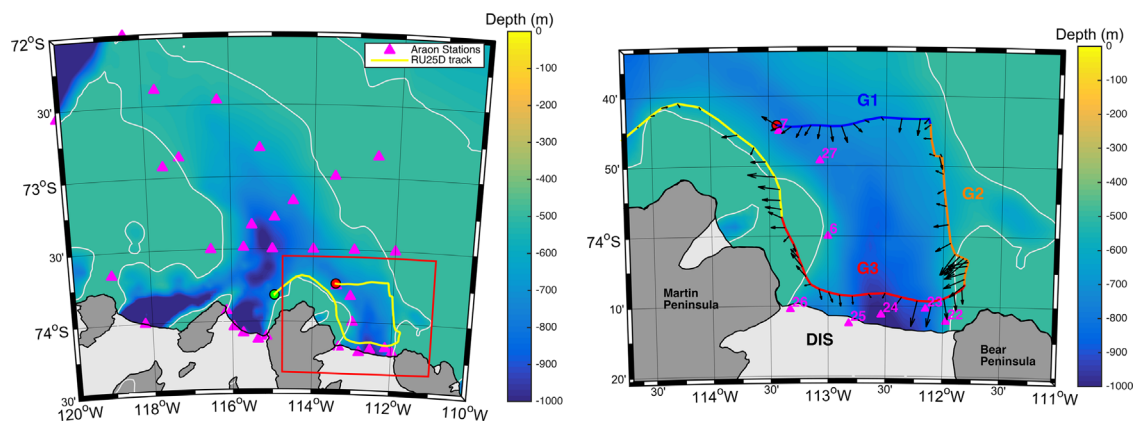 Depth (m)
72°S
Araon Stations
RU25D track
0
-100
30'
-200
-300
73°S
-400
-500
30'
-600
-700
74°S
-800
-900
30'
-1000
120°W
118°W
116°W
114°W
112°W
110°W
Depth (m)
0
40'
G1
-100
7
-200
50'
27
-300
G2
-400
74°S
6
-500
G3
-600
10'
Martin
Peninsula
26
25
24
22
-700
DIS
Bear
Peninsula
-800
20'
-900
-1000
114°W
30'
113°W
30'
112°W
30'
111°W